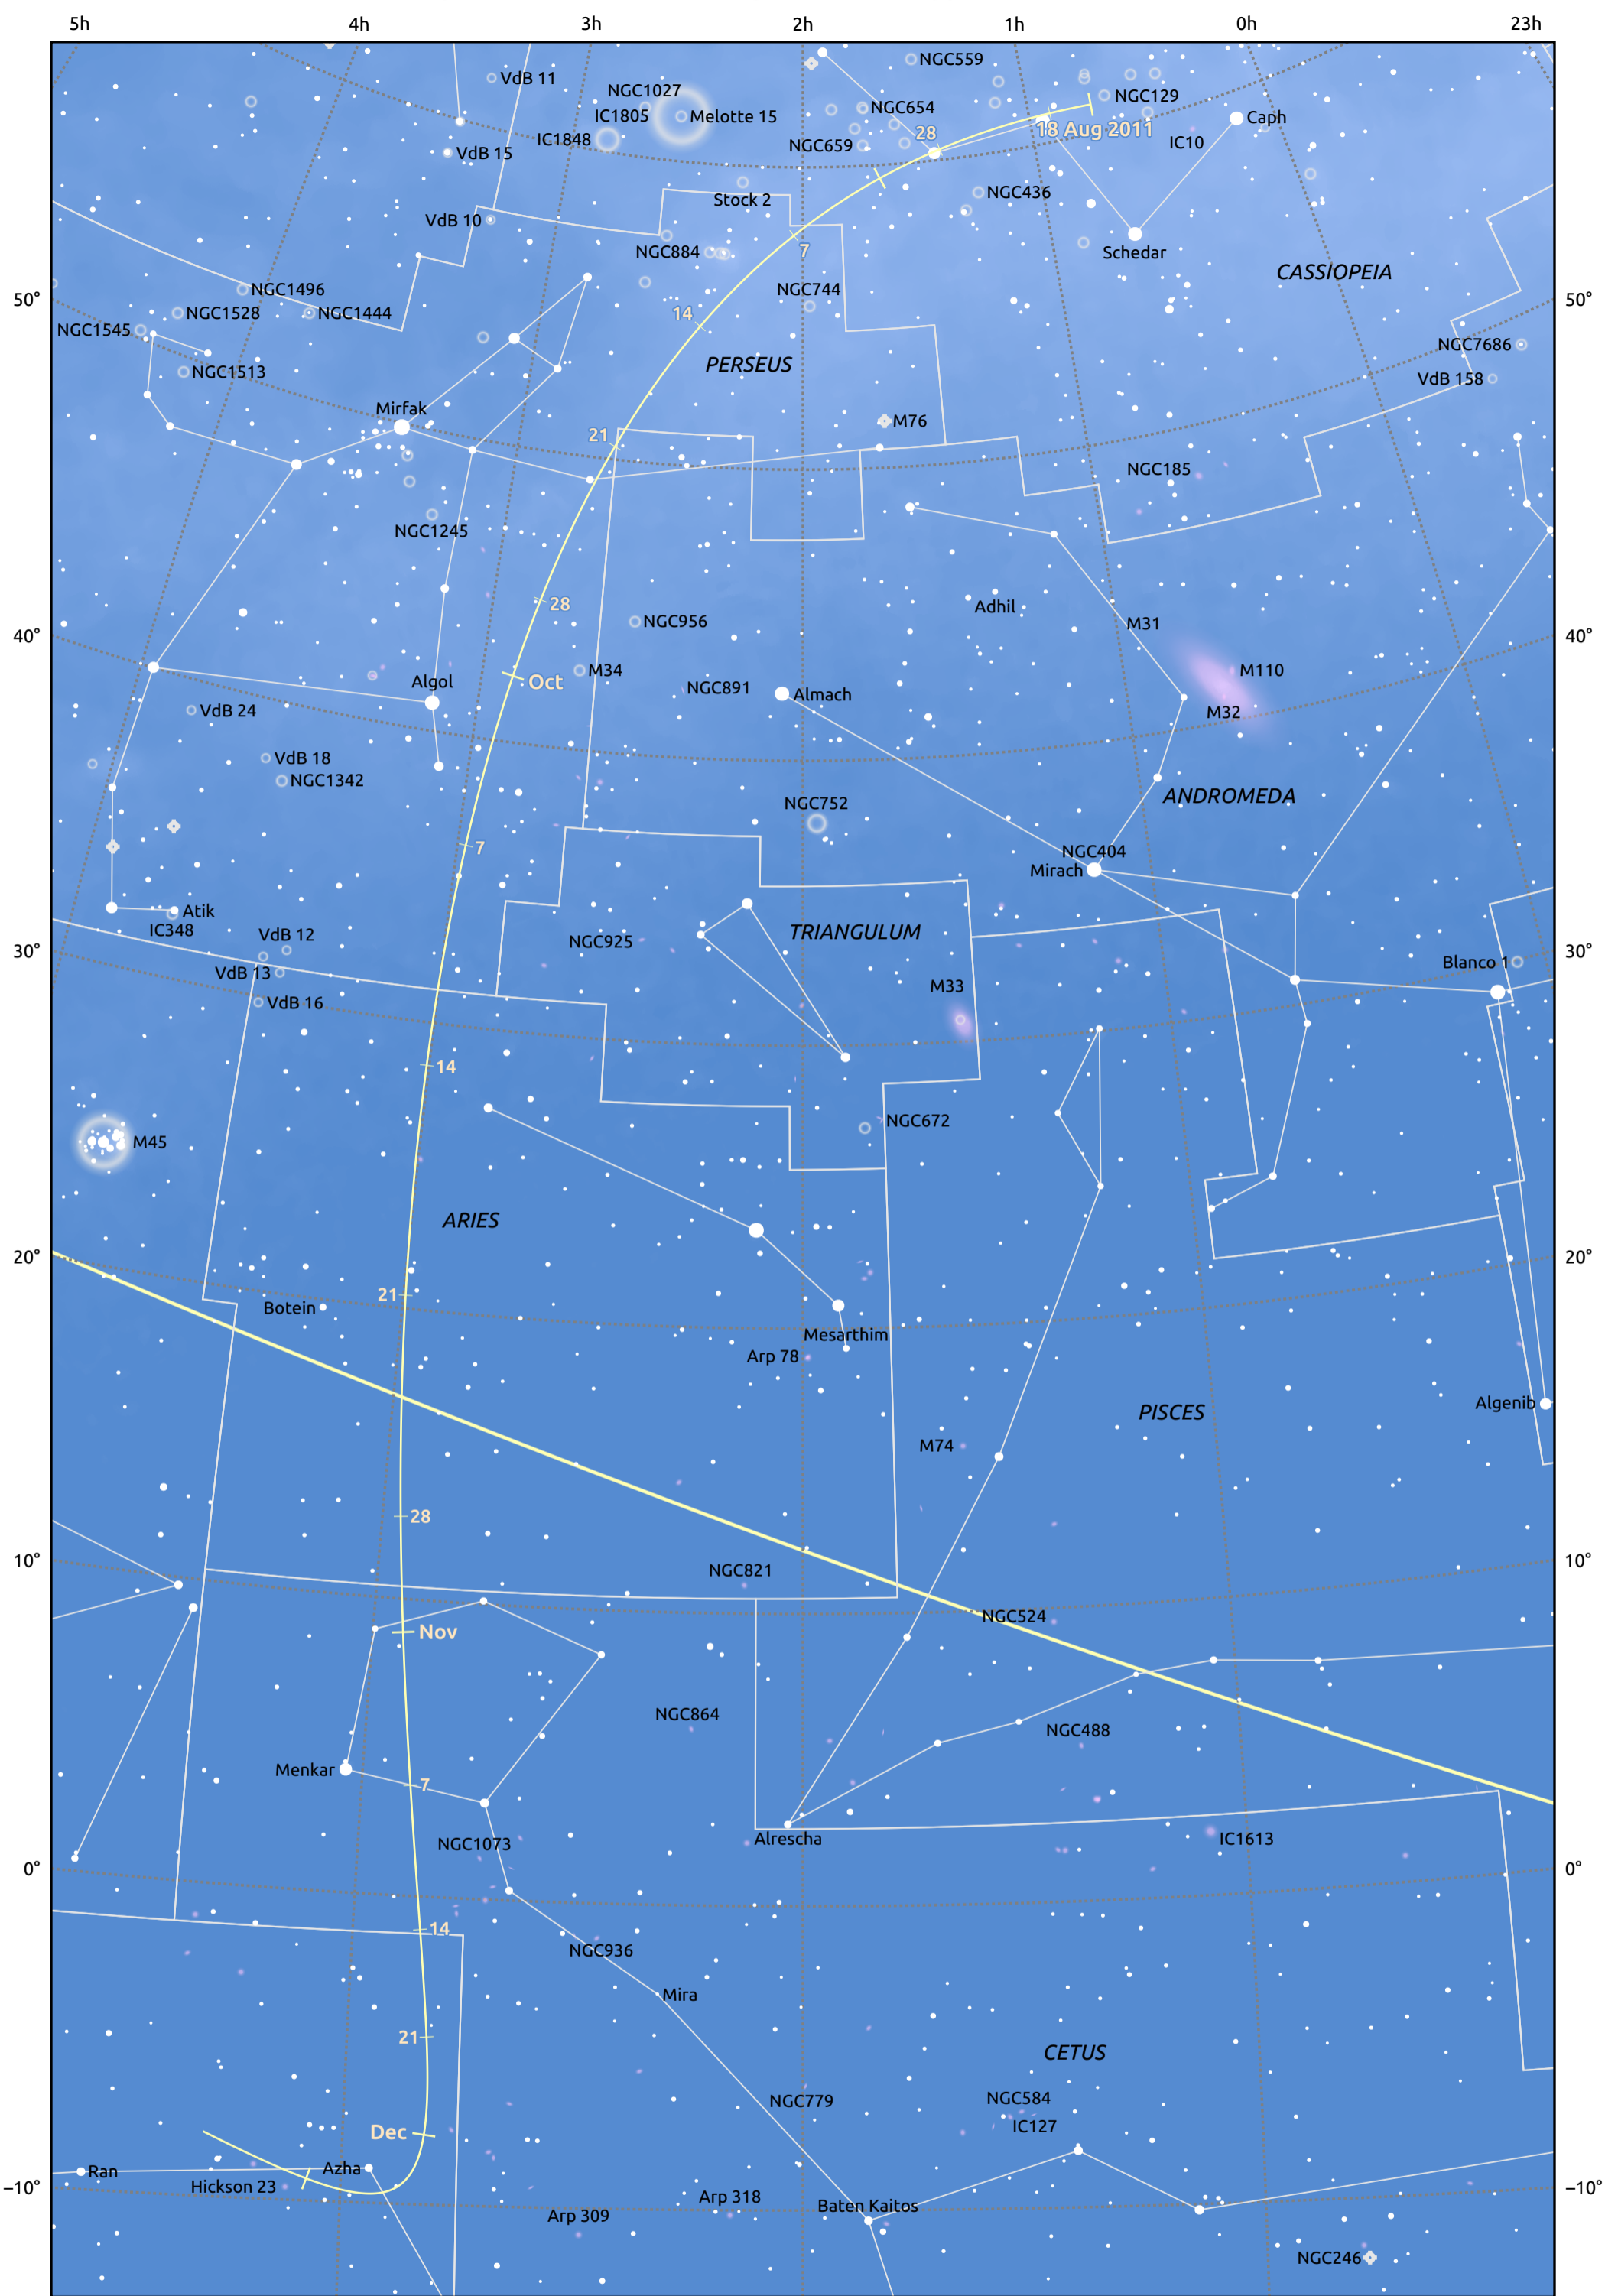 5h 4h 3h 2h 1h 0h 23h
NGC559
VdB 11
NGC1027
NGC129
IC1805
Melotte 15
NGC654
Caph
28
18 Aug 2011
IC1848
NGC659
IC10
VdB 15
NGC436
Stock 2
VdB 10
NGC884
7
Schedar
CASSIOPEIA
NGC1496
NGC744
50°
50°
NGC1528
NGC1444
14
NGC1545
NGC7686
PERSEUS
NGC1513
VdB 158
Mirfak
M76
21
NGC185
NGC1245
28
Adhil
NGC956
M31
40°
40°
M34
M110
Algol
Oct
NGC891
Almach
VdB 24
M32
VdB 18
NGC1342
ANDROMEDA
NGC752
7
NGC404
Mirach
Atik
IC348
TRIANGULUM
VdB 12
NGC925
30°
30°
Blanco 1
VdB 13
M33
VdB 16
14
NGC672
M45
ARIES
20°
20°
21
Botein
Mesarthim
Arp 78
Algenib
PISCES
M74
28
10°
10°
NGC821
NGC524
Nov
NGC864
NGC488
Menkar
7
NGC1073
Alrescha
IC1613
0°
0°
14
NGC936
Mira
21
CETUS
NGC584
NGC779
IC127
Dec
Ran
Azha
Hickson 23
−10°
−10°
Arp 318
Baten Kaitos
Arp 309
NGC246